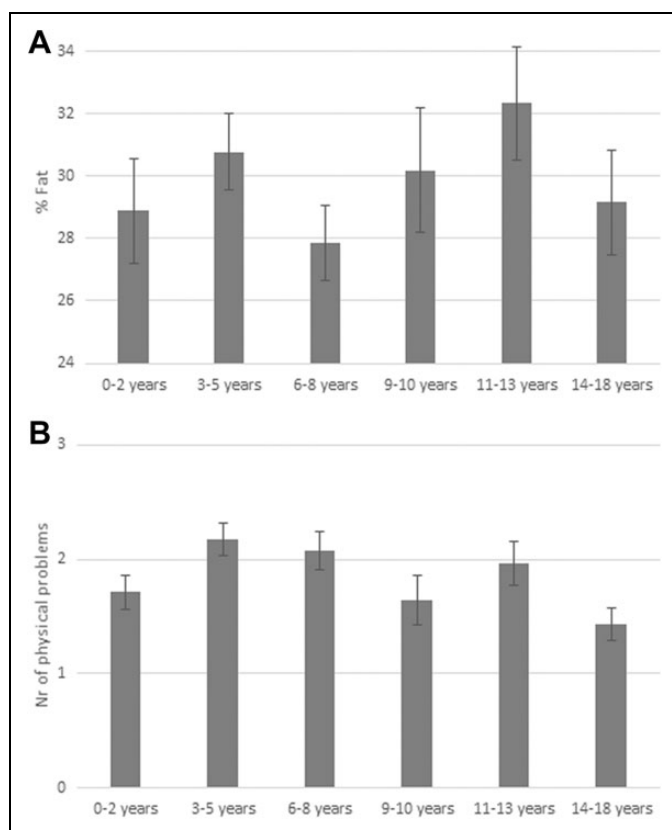 A
34
32
30
28
26
24
% Fat
0-2 years 3-5 years 6-8 years 9-10 years 11-13 years 14-18 years
B
3
2
1
0
Nr of physical problems
0-2 years 3-5 years 6-8 years 9-10 years 11-13 years 14-18 years